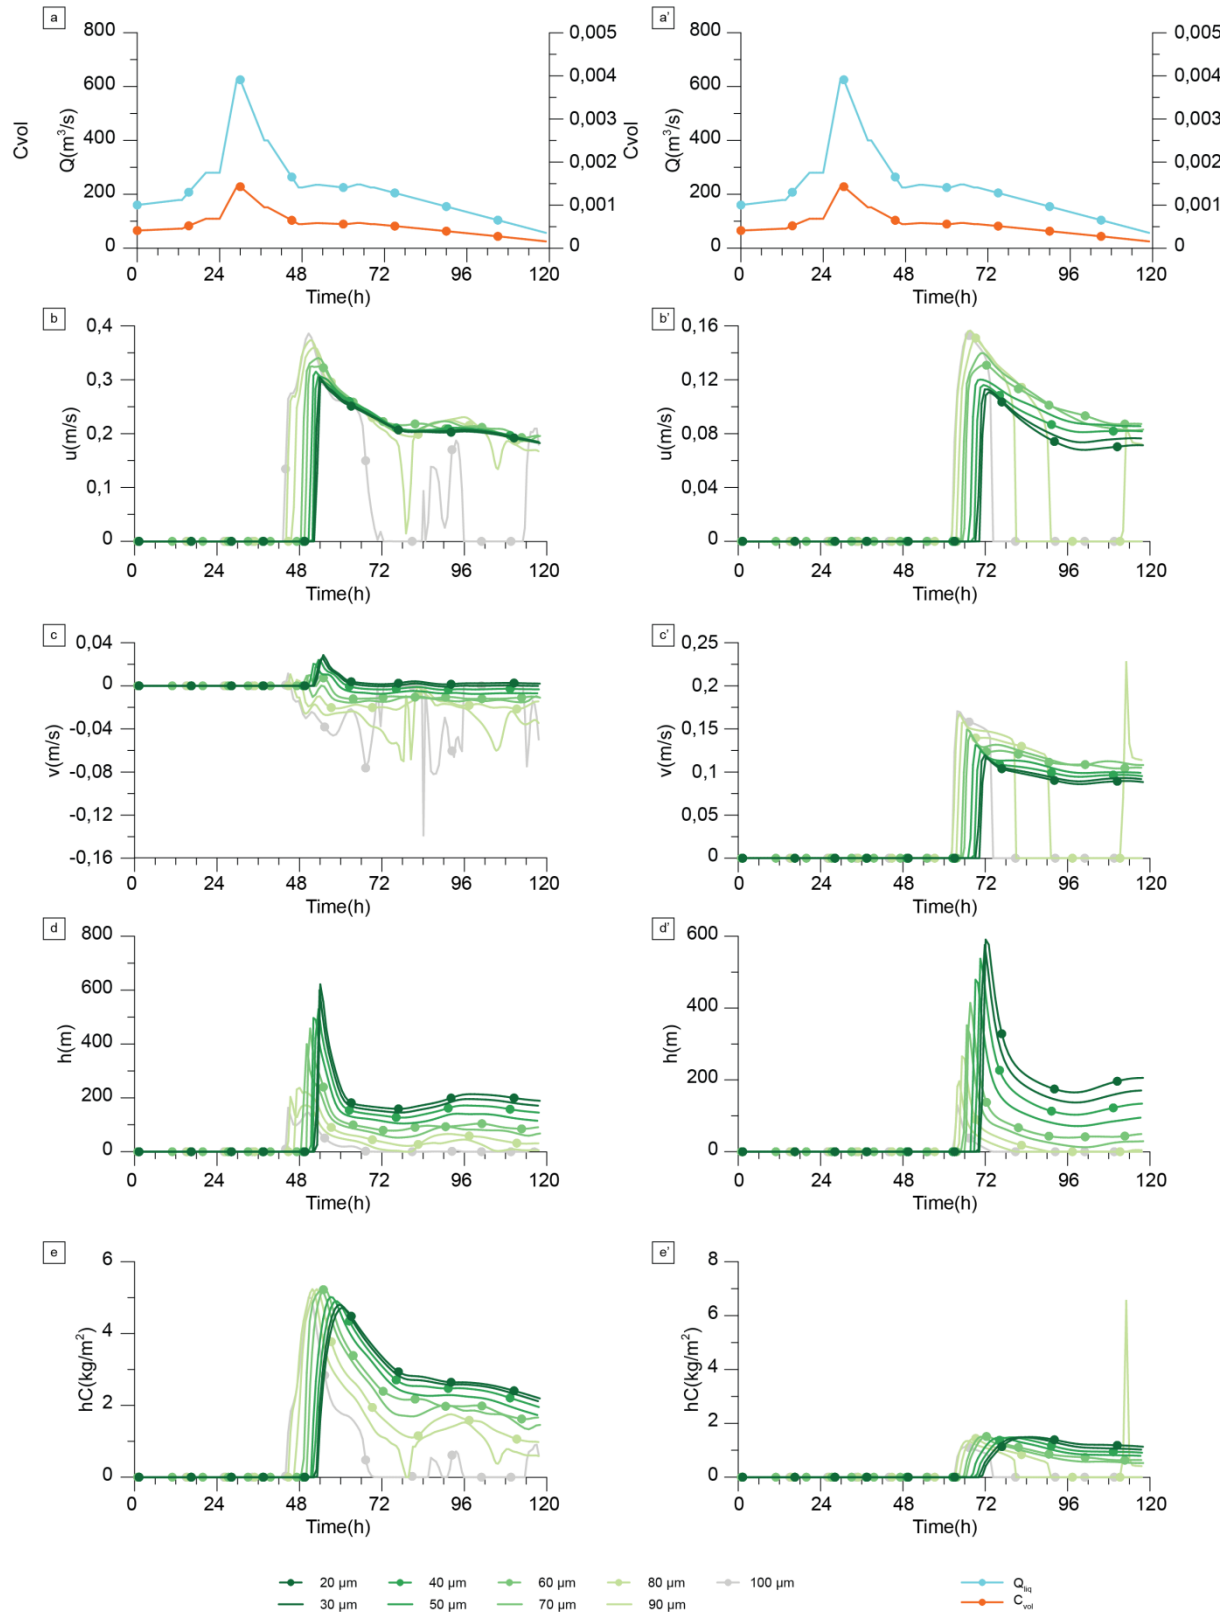 a
a'
800
600
400
200
0
0,005
0,004
0,003
0,002
0,001
0
Cvol
Q(m³/s)
0 24 48 72 96 120
Time(h)
800
600
400
200
0
0,005
0,004
0,003
0,002
0,001
0
Cvol
Q(m³/s)
0 24 48 72 96 120
Time(h)
b
0,4
0,3
0,2
0,1
0
u(m/s)
0 24 48 72 96 120
Time(h)
b'
0,16
0,12
0,08
0,04
0
u(m/s)
0 24 48 72 96 120
Time(h)
c
0,04
0
-0,04
-0,08
-0,12
-0,16
v(m/s)
0 24 48 72 96 120
Time(h)
c'
0,25
0,2
0,15
0,1
0,05
0
v(m/s)
0 24 48 72 96 120
Time(h)
d
800
600
400
200
0
h(m)
0 24 48 72 96 120
Time(h)
d'
600
400
200
0
h(m)
0 24 48 72 96 120
Time(h)
e
6
4
2
0
hC(kg/m²)
0 24 48 72 96 120
Time(h)
e'
8
6
4
2
0
hC(kg/m²)
0 24 48 72 96 120
Time(h)
20 µm 40 µm 60 µm 80 µm 100 µm Qliq
30 µm 50 µm 70 µm 90 µm Cvol